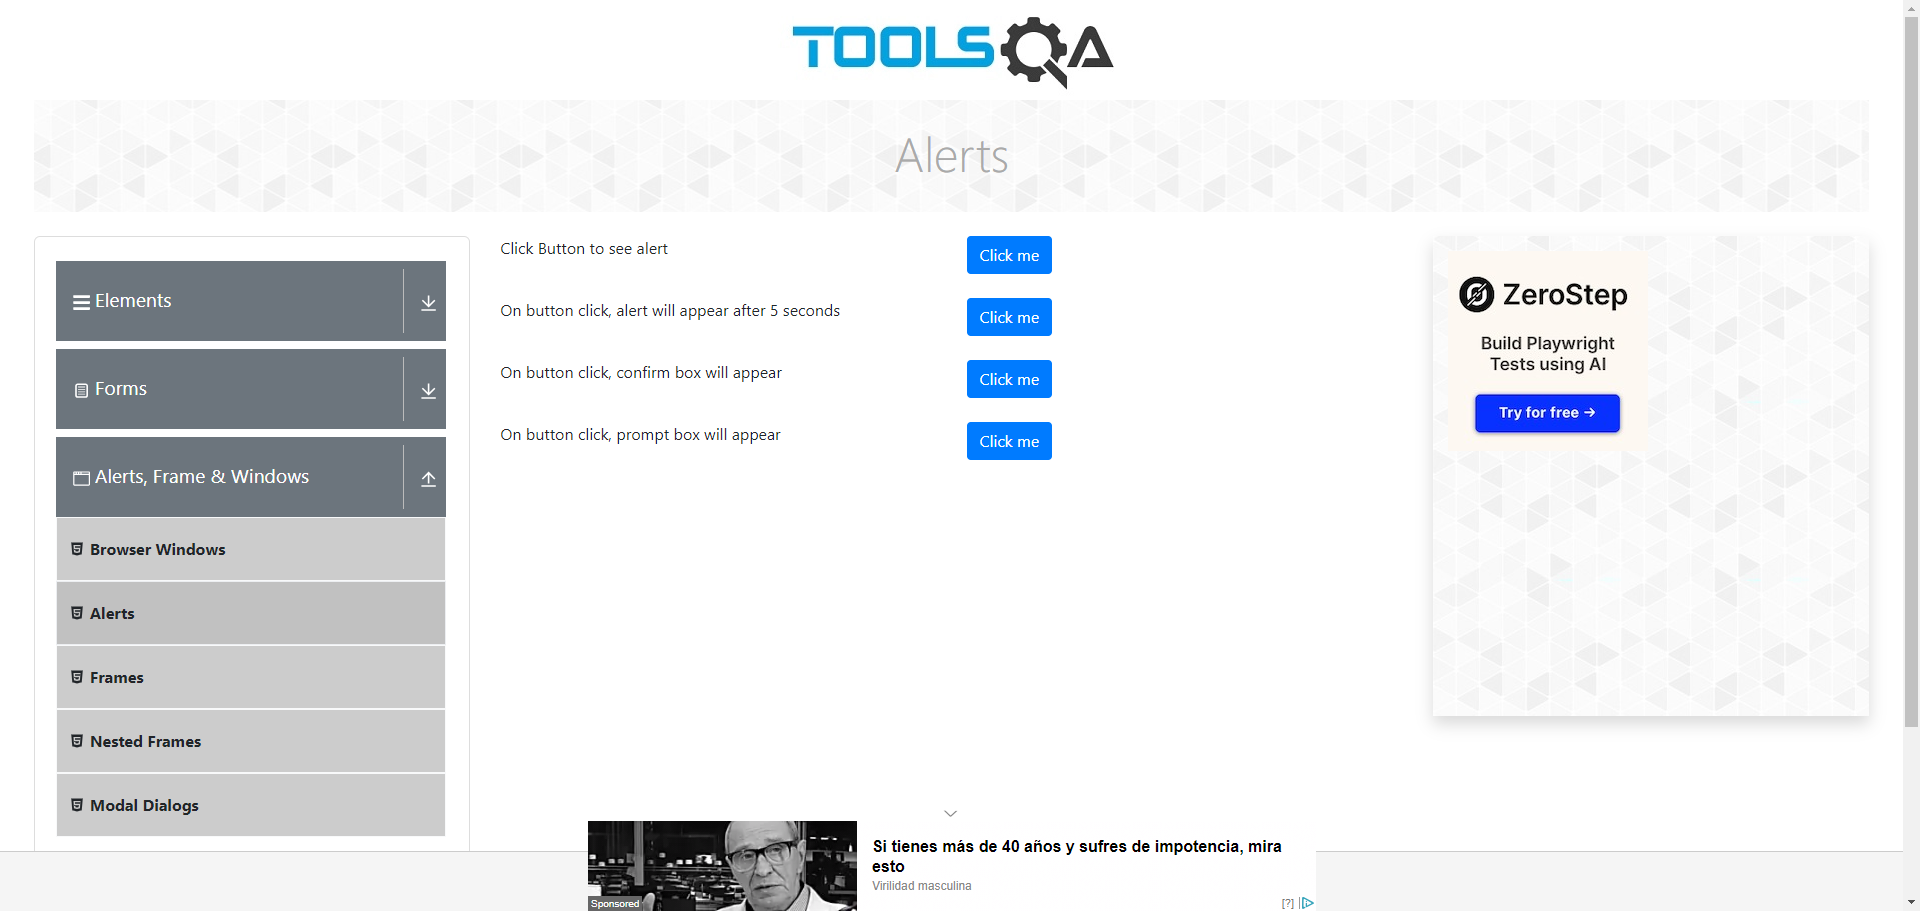 TOOLSQA
Alerts
Elements
Forms
Alerts, Frame & Windows
Browser Windows
Alerts
Frames
Nested Frames
Modal Dialogs
Click Button to see alert
Click me
On button click, alert will appear after 5 seconds
Click me
On button click, confirm box will appear
Click me
On button click, prompt box will appear
Click me
ZeroStep
Build Playwright
Tests using AI
Try for free →
Si tienes más de 40 años y sufres de impotencia, mira
esto
Virilidad masculina
Sponsored
[?]